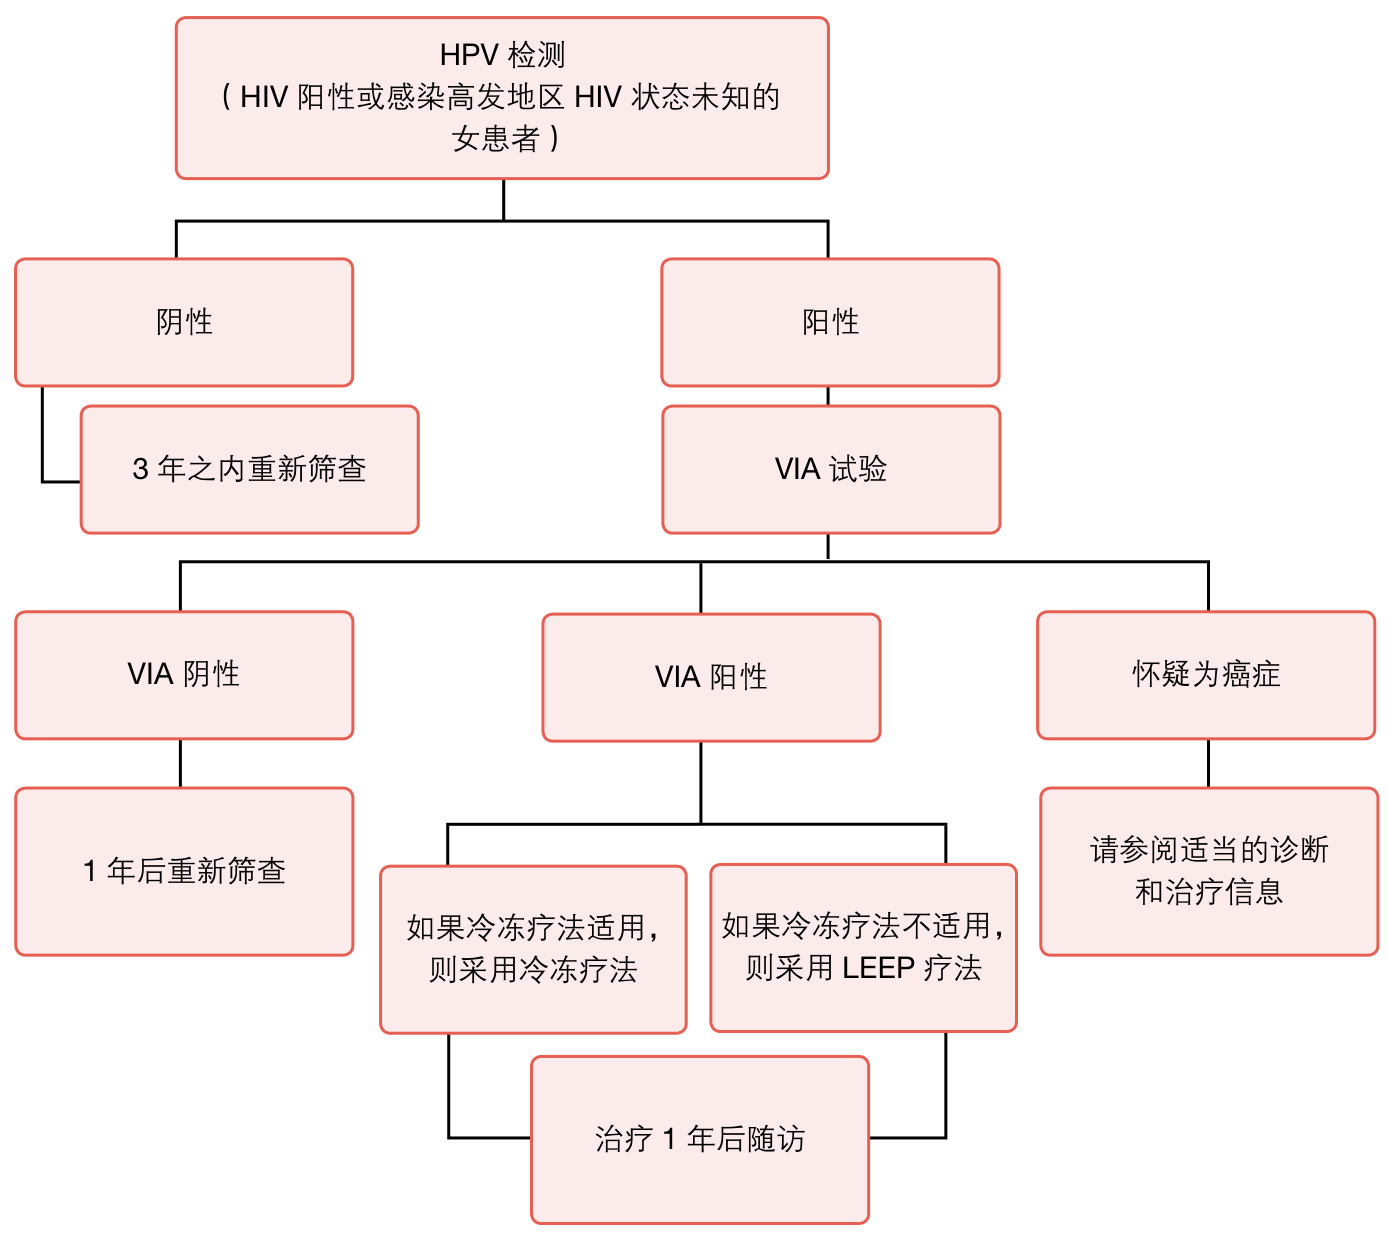 HPV 检测
（HIV 阳性或感染高发地区 HIV 状态未知的
女患者）
阴性
阳性
3 年之内重新筛查
VIA 试验
VIA 阴性
VIA 阳性
怀疑为癌症
1 年后重新筛查
如果冷冻疗法适用，
则采用冷冻疗法
如果冷冻疗法不适用，
则采用 LEEP 疗法
请参阅适当的诊断
和治疗信息
治疗 1 年后随访